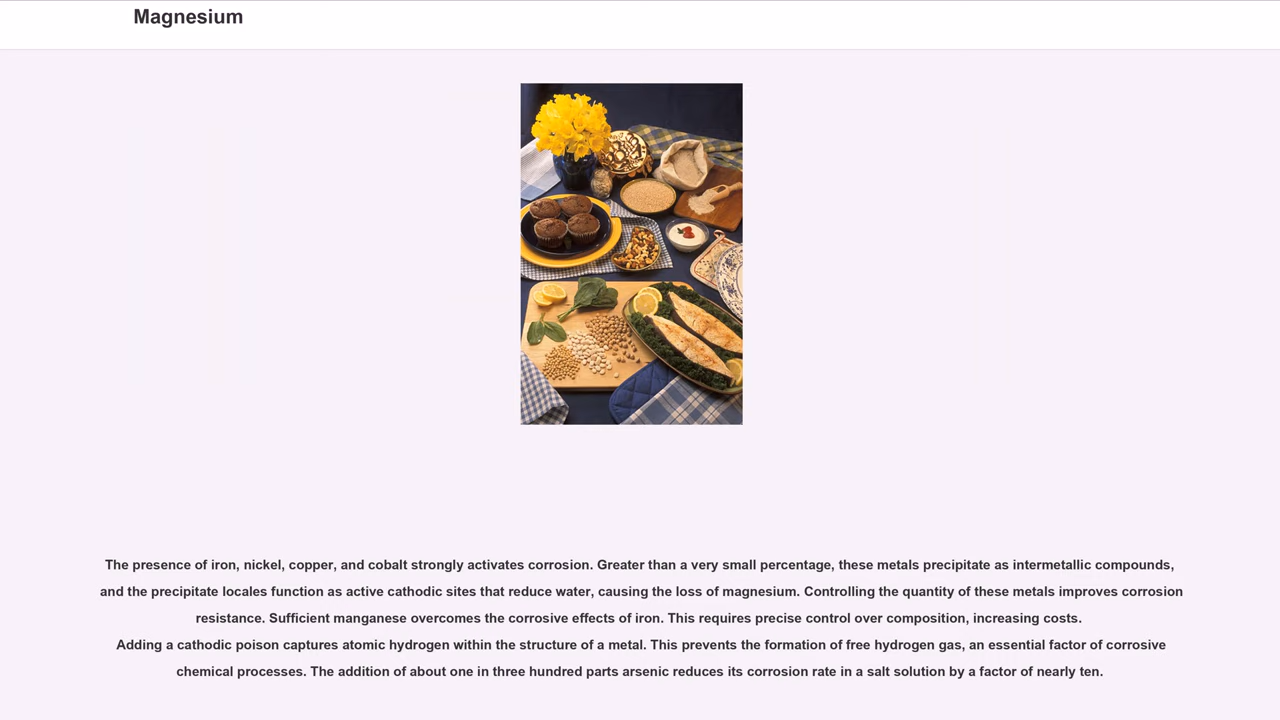 Magnesium
The presence of iron, nickel, copper, and cobalt strongly activates corrosion. Greater than a very small percentage, these metals precipitate as intermetallic compounds,
and the precipitate locales function as active cathodic sites that reduce water, causing the loss of magnesium. Controlling the quantity of these metals improves corrosion
resistance. Sufficient manganese overcomes the corrosive effects of iron. This requires precise control over composition, increasing costs.
Adding a cathodic poison captures atomic hydrogen within the structure of a metal. This prevents the formation of free hydrogen gas, an essential factor of corrosive
chemical processes. The addition of about one in three hundred parts arsenic reduces its corrosion rate in a salt solution by a factor of nearly ten.